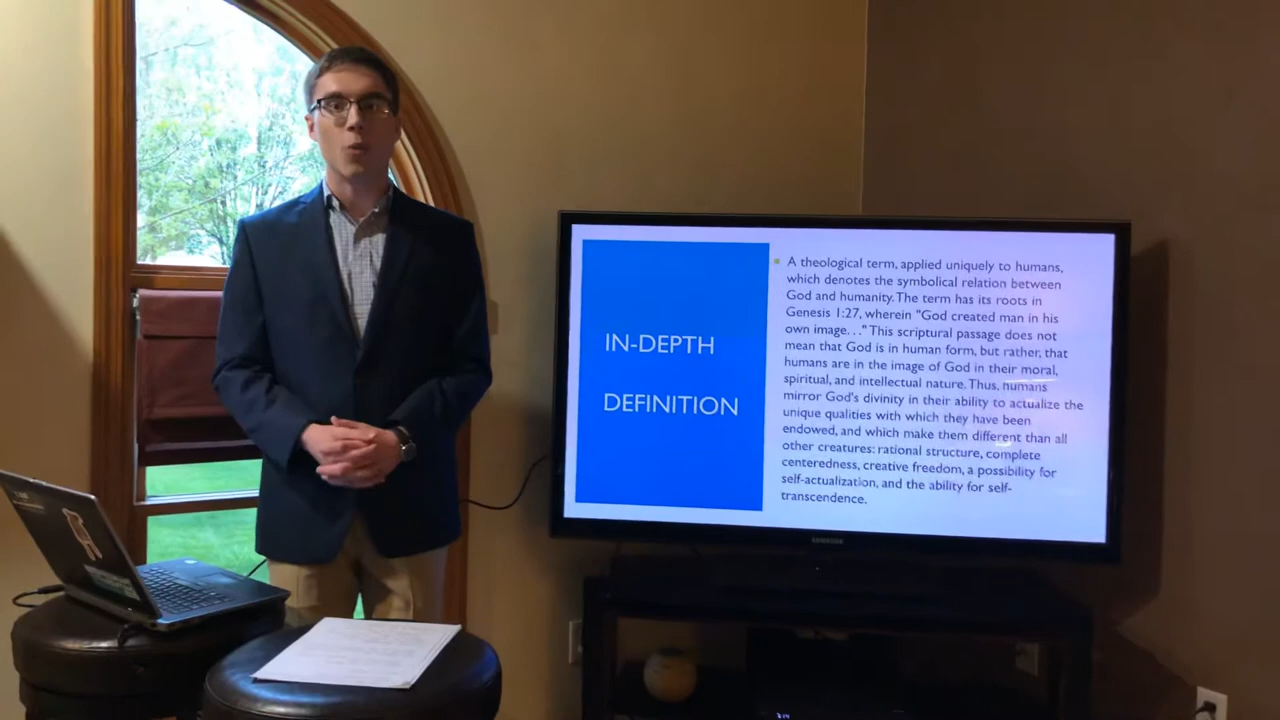 IN-DEPTH
DEFINITION
A theological term, applied uniquely to humans,
which denotes the symbolical relation between
God and humanity. The term has its roots in
Genesis 1:27, wherein "God created man in his
own image. . ." This scriptural passage does not
mean that God is in human form, but rather, that
humans are in the image of God in their moral,
spiritual, and intellectual nature. Thus, humans
mirror God's divinity in their ability to actualize the
unique qualities with which they have been
endowed, and which make them different than all
other creatures: rational structure, complete
centeredness, creative freedom, a possibility for
self-actualization, and the ability for self-
transcendence.
SAMSUNG